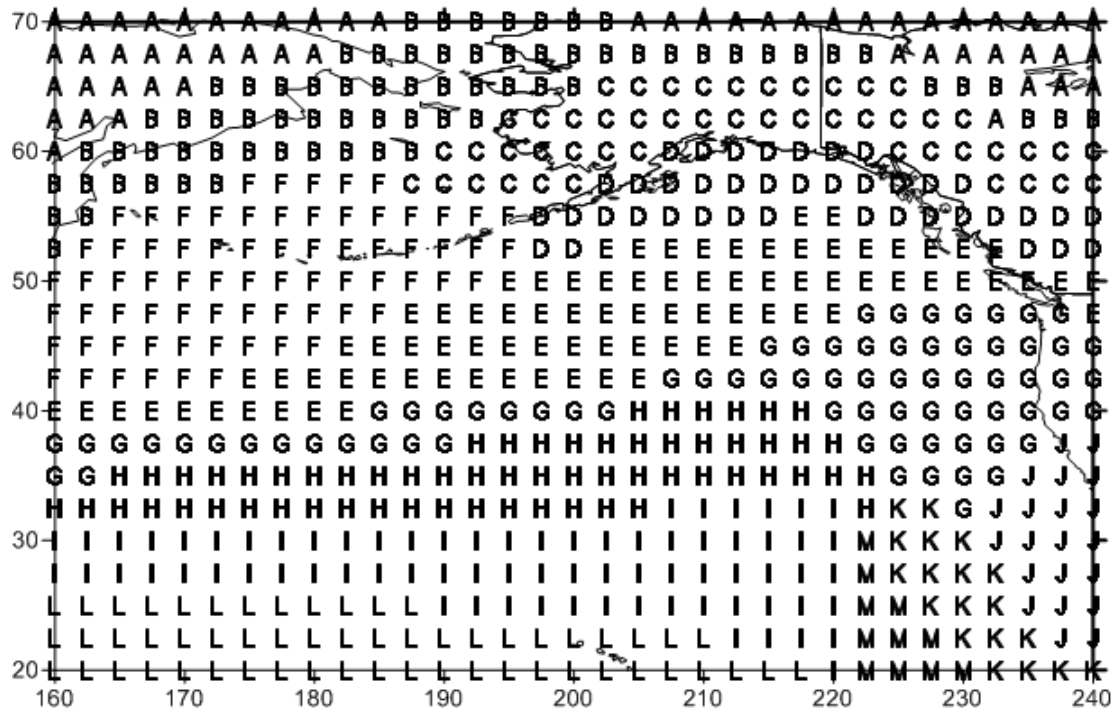 70 A A A A A A A A A A A B B B B B B B A A A A A A A A A A A A A A A
A A A A A A A A A B B B B B B B B B B B B B B B B B A A A A A A A
A A A A A B B B B B B B B B B B B C C C C C C C C C C B B B A A A
A A A B B B B B B B B B B B C C C C C C C C C C C C C C C A B B B
60 A B B B B B B B B B B B C C C C C C C D D D D D D D C C C C C C C
B B B B B B F F F F F C C C C C C D D D D D D D D D D D D C C C C
B B F F F F F F F F F F F F F D D D D D D D D E E D D D D D D D D
B F F F F F F F F F F F F F F D D E E E E E E E E E E E E E D D D
50 F F F F F F F F F F F F F F E E E E E E E E E E E E E E E E E E E
F F F F F F F F F F F E E E E E E E E E E E E E E G G G G G G G E
F F F F F F F F F E E E E E E E E E E E E E G G G G G G G G G G G
F F F F F F E E E E E E E E E E E E E G G G G G G G G G G G G G G
40 E E E E E E E E E E G G G G G G G G H H H H H H G G G G G G G G G
G G G G G G G G G G G G G H H H H H H H H H H H H G G G G G G J J
G G H H H H H H H H H H H H H H H H H H H H H H H H G G G G J J J
H H H H H H H H H H H H H H H H H H H I I I I I I H K K G J J J J
30 I I I I I I I I I I I I I I I I I I I I I I I I I M K K K J J J J
I I I I I I I I I I I I I I I I I I I I I I I I I M K K K K J J J
L L L L L L L L L L L L I I I I I I I I I I I I I M M K K K J J J
L L L L L L L L L L L L L L L L L L L L L I I I I M M M K K K J J
20 L L L L L L L L L L L L L L L L L L L L L L L L I M M M M K K K K
160 170 180 190 200 210 220 230 240